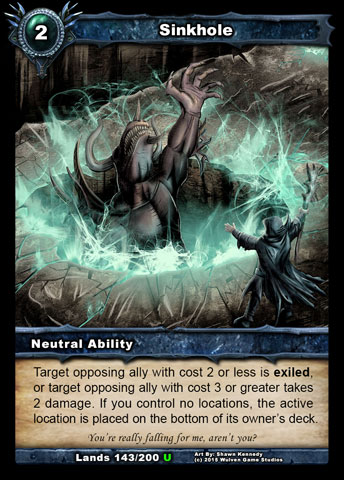 2
Sinkhole
Neutral Ability
Target opposing ally with cost 2 or less is exiled,
or target opposing ally with cost 3 or greater takes
2 damage. If you control no locations, the active
location is placed on the bottom of its owner's deck.
You're really falling for me, aren't you?
Lands 143/200 U
Art By: Shawn Kennedy
(c) 2015 Wulven Game Studios